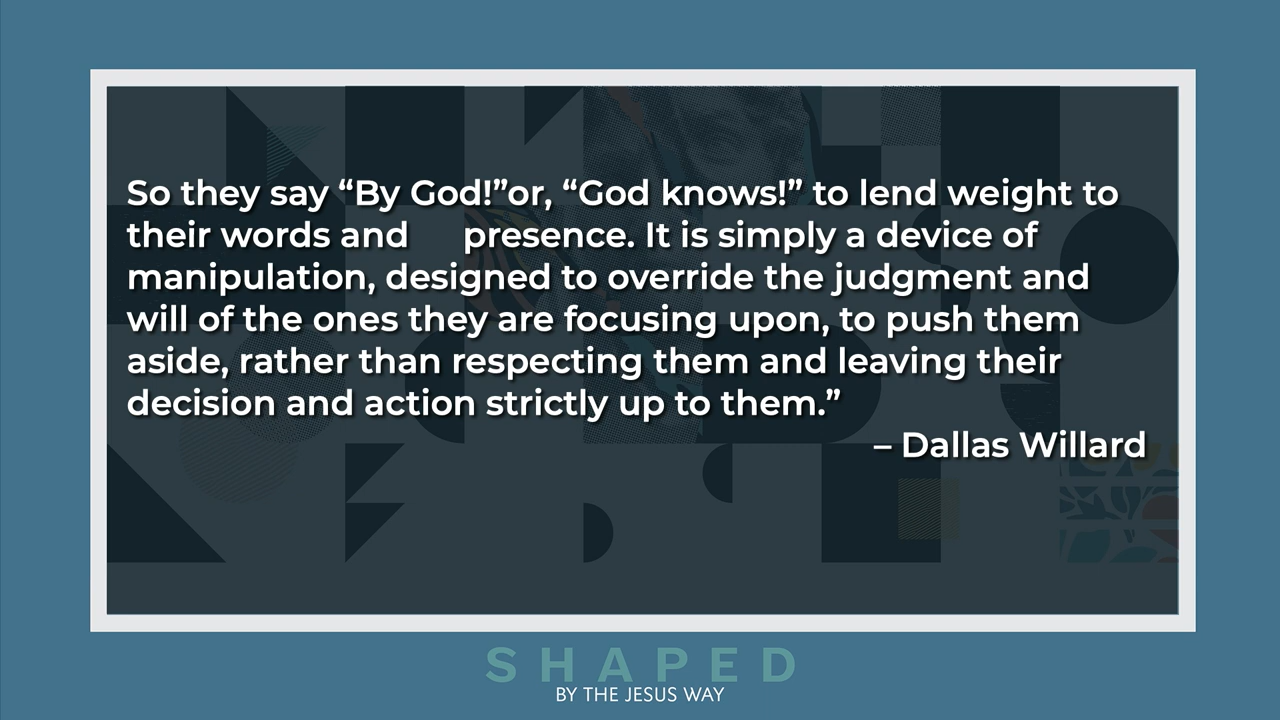 So they say “By God!”or, “God knows!” to lend weight to
their words and presence. It is simply a device of
manipulation, designed to override the judgment and
will of the ones they are focusing upon, to push them
aside, rather than respecting them and leaving their
decision and action strictly up to them.”
– Dallas Willard
SHAPED
BY THE JESUS WAY